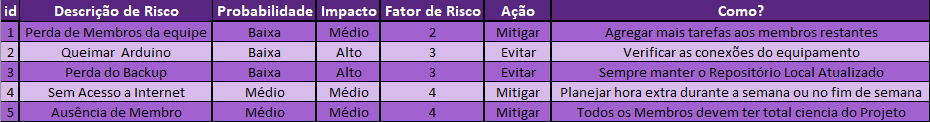 id Descrição de Risco Probabilidade Impacto Fator de Risco Ação Como?
1 Perda de Membros da equipe Baixa Médio 2 Mitigar Agregar mais tarefas aos membros restantes
2 Queimar Arduino Baixa Alto 3 Evitar Verificar as conexões do equipamento
3 Perda do Backup Baixa Alto 3 Evitar Sempre manter o Repositório Local Atualizado
4 Sem Acesso a Internet Médio Médio 4 Mitigar Planejar hora extra durante a semana ou no fim de semana
5 Ausência de Membro Médio Médio 4 Mitigar Todos os Membros devem ter total ciencia do Projeto